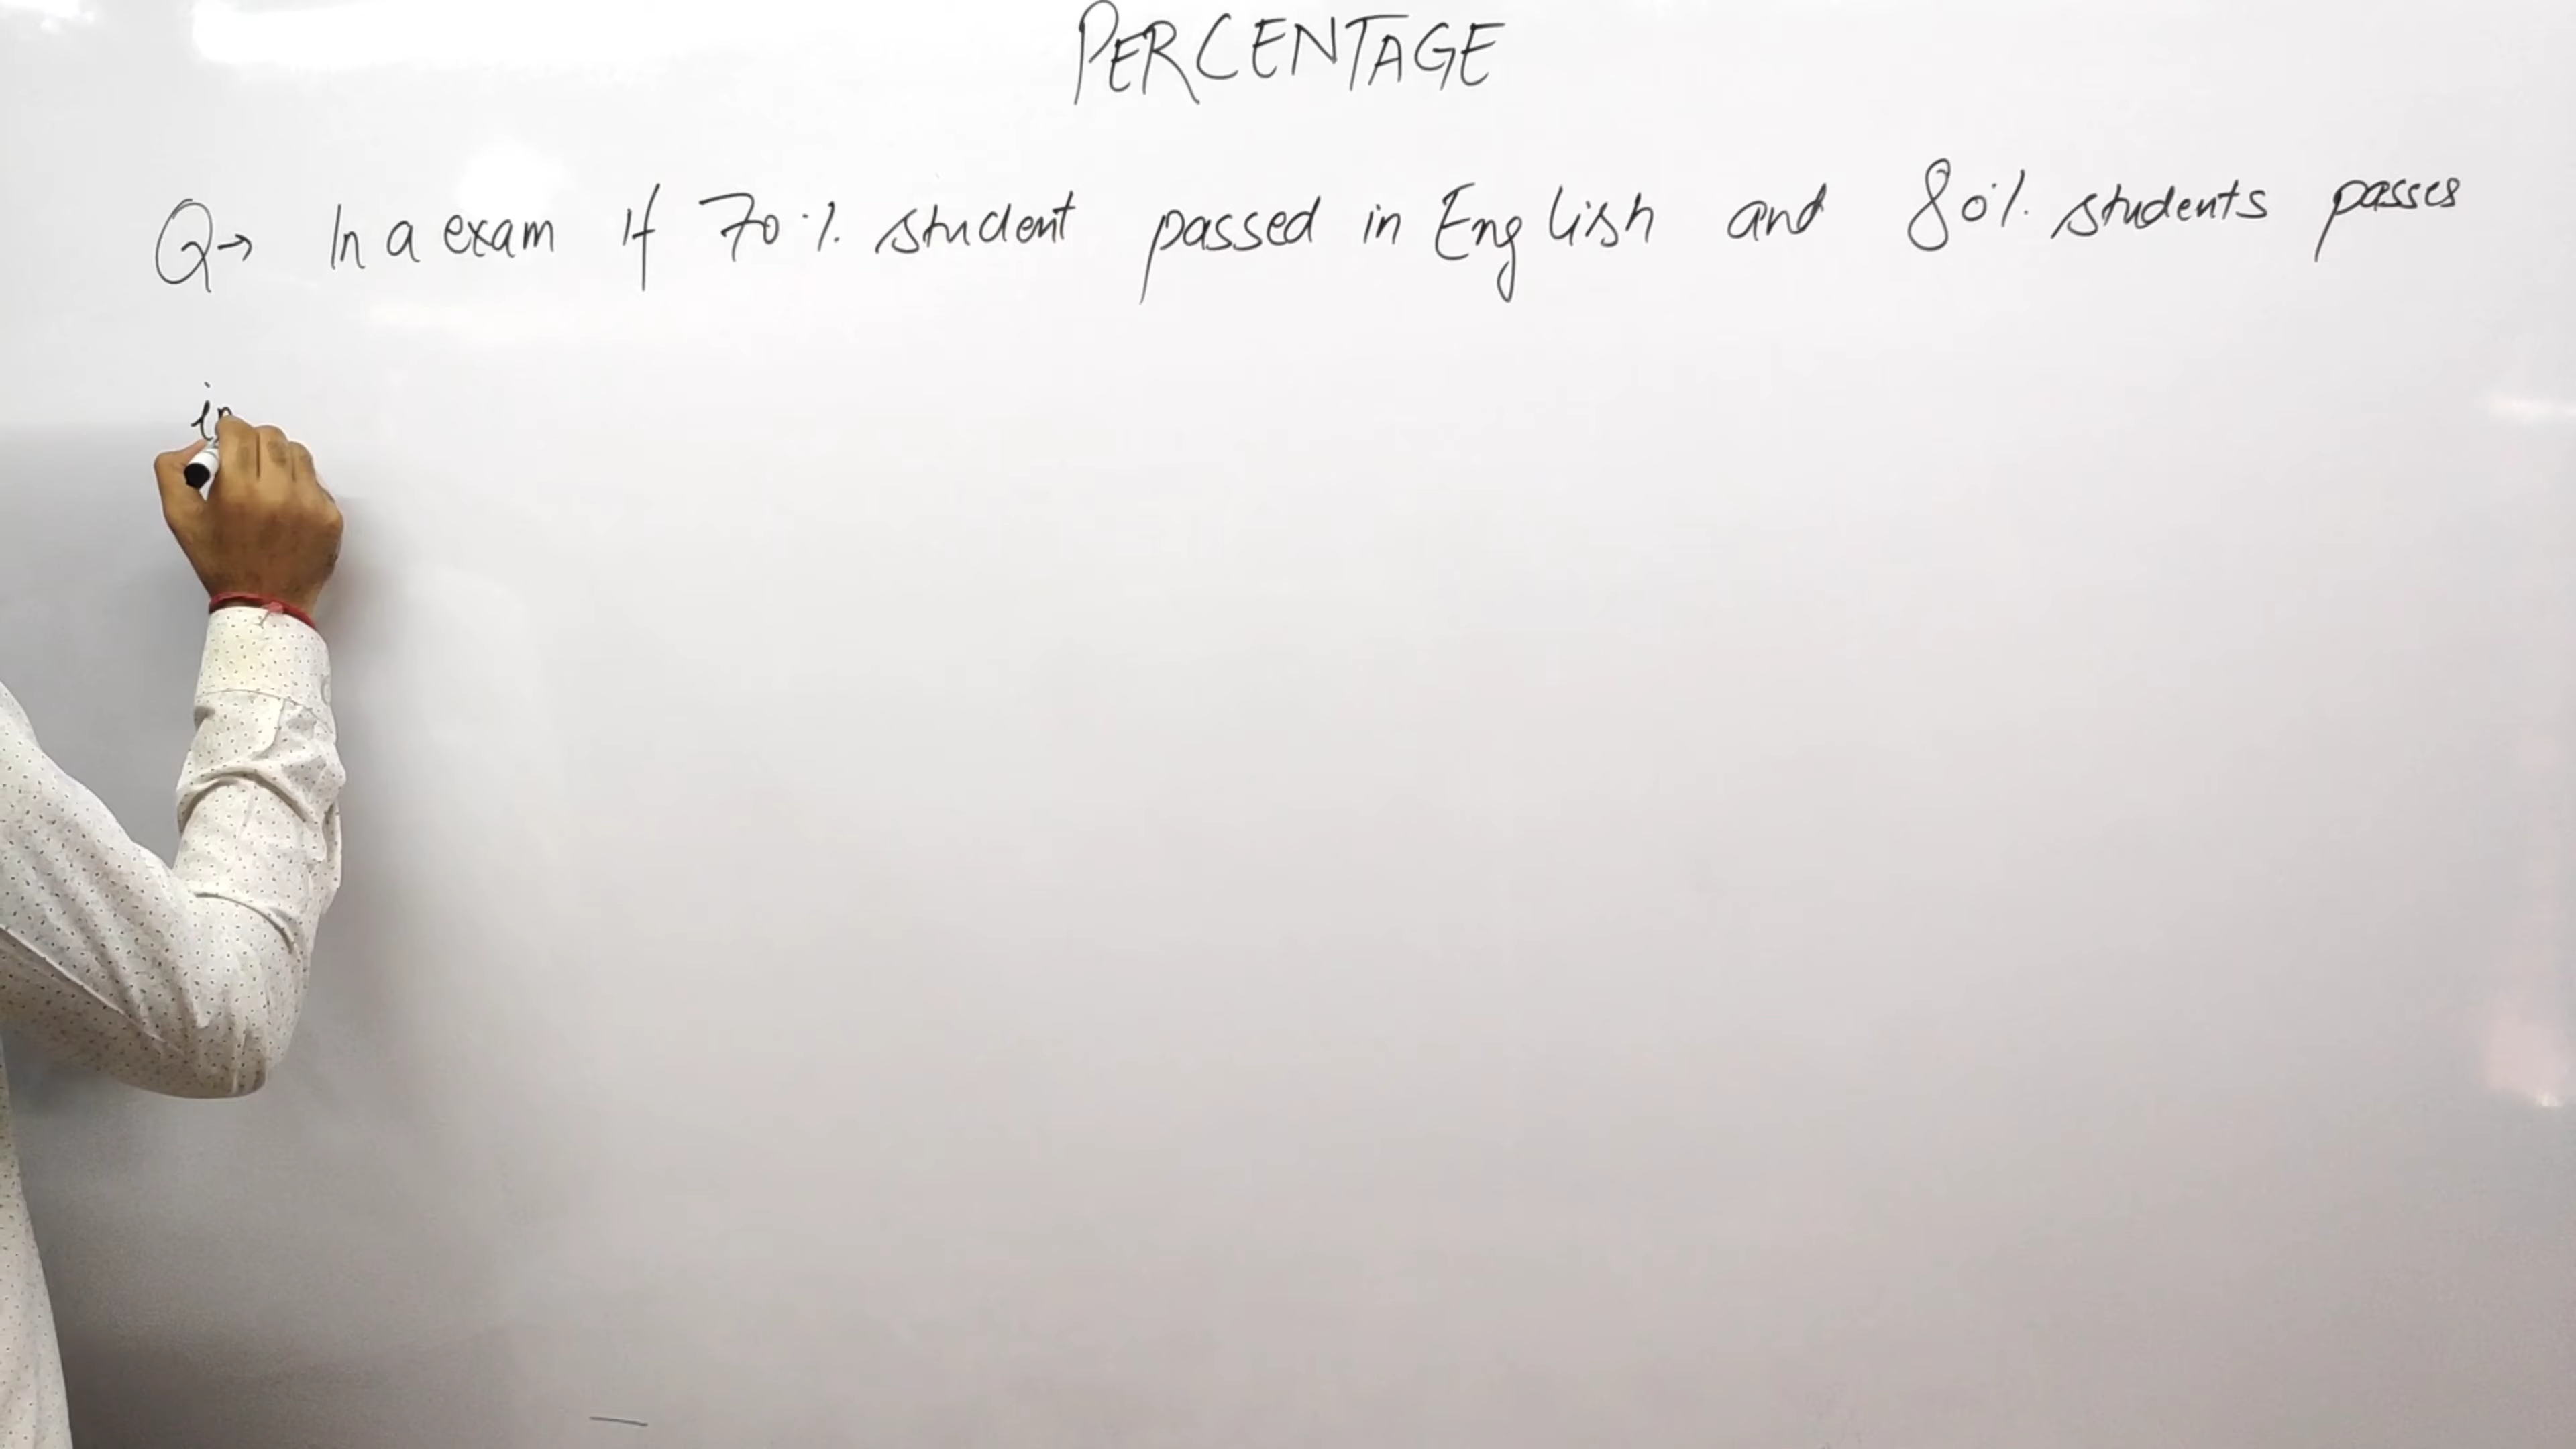 PERCENTAGE
Q→ In a exam if 70% student passed in English and 80% students passes
in